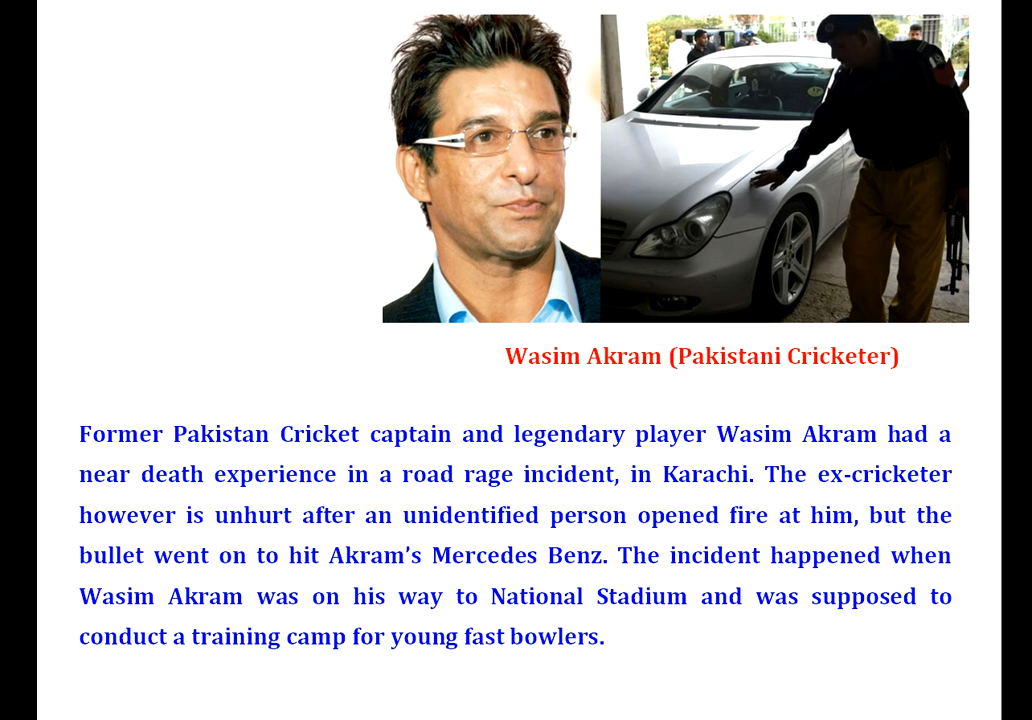 Wasim Akram (Pakistani Cricketer)
Former Pakistan Cricket captain and legendary player Wasim Akram had a
near death experience in a road rage incident, in Karachi. The ex-cricketer
however is unhurt after an unidentified person opened fire at him, but the
bullet went on to hit Akram’s Mercedes Benz. The incident happened when
Wasim Akram was on his way to National Stadium and was supposed to
conduct a training camp for young fast bowlers.